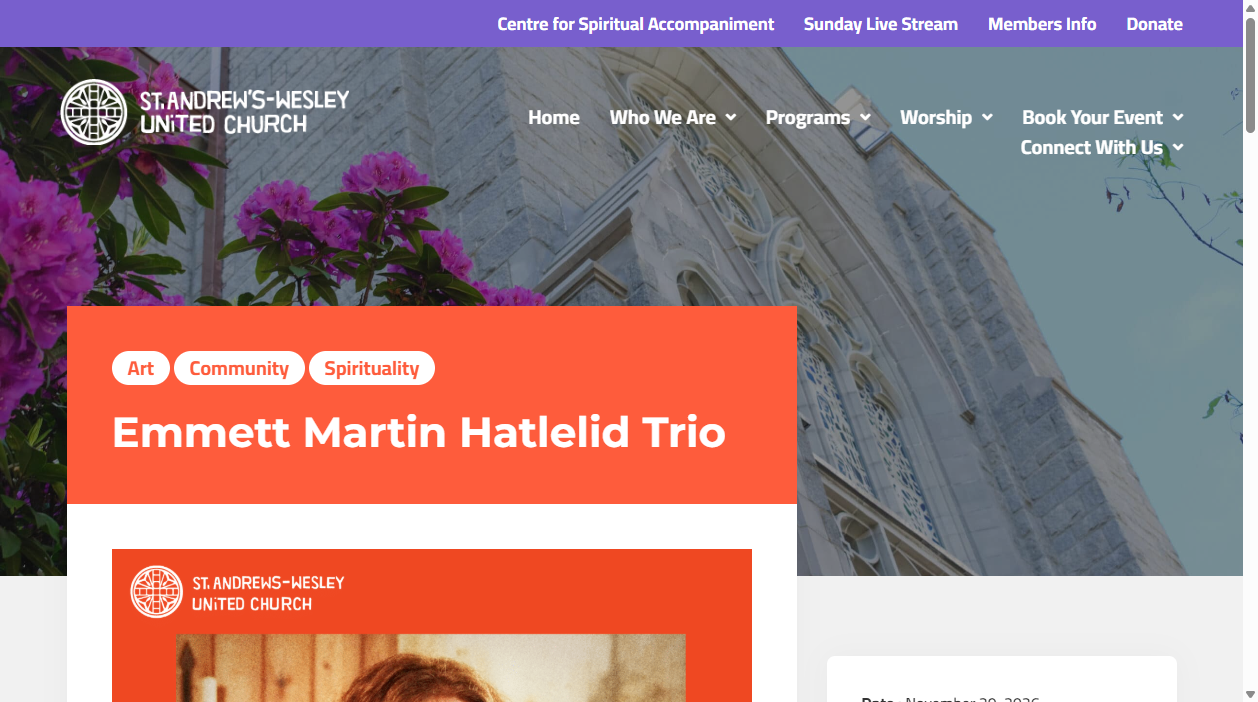 Centre for Spiritual Accompaniment Sunday Live Stream Members Info Donate
ST. ANDREW'S-WESLEY
UNITED CHURCH
Home Who We Are Programs Worship Book Your Event
Connect With Us
Art Community Spirituality
Emmett Martin Hatlelid Trio
ST. ANDREWS-WESLEY
UNITED CHURCH